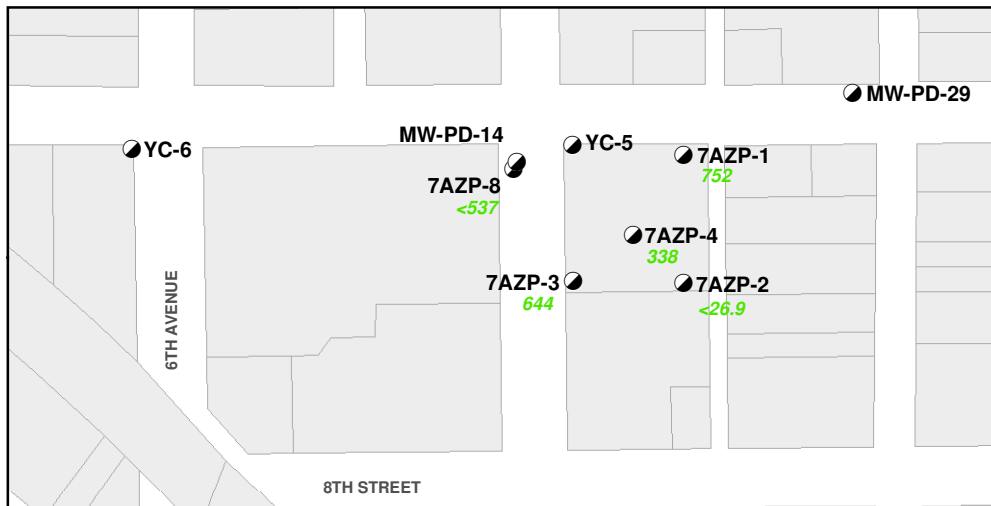 MW-PD-29
MW-PD-14
YC-6
YC-5
7AZP-1
752
7AZP-8
<537
7AZP-4
338
7AZP-3
644
7AZP-2
<26.9
6TH AVENUE
8TH STREET